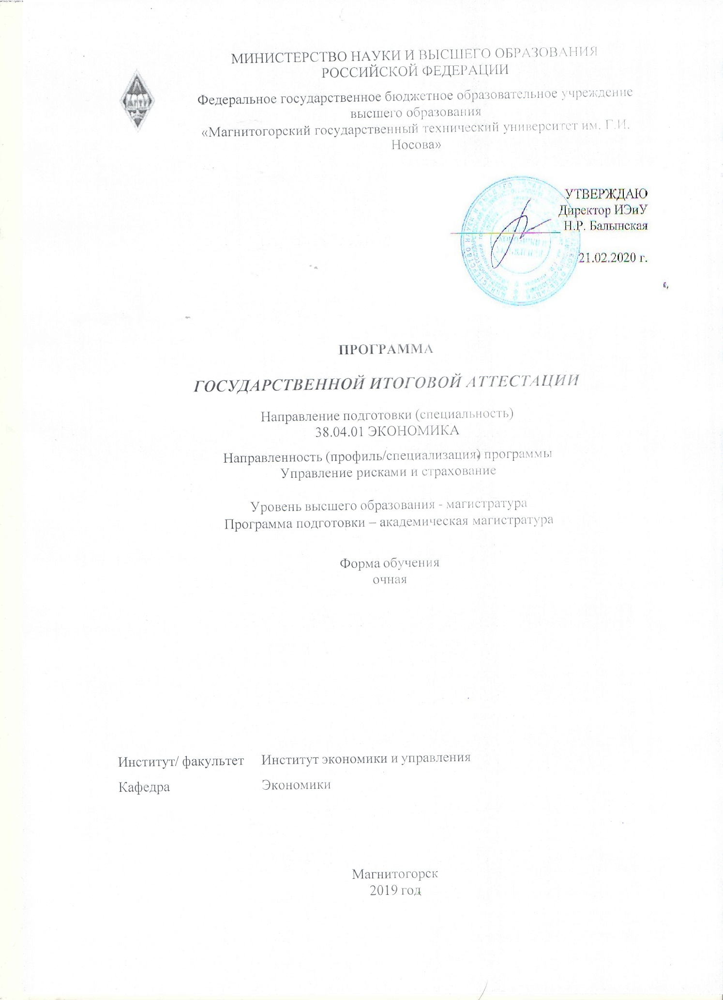 МИНИСТЕРСТВО НАУКИ И ВЫСШЕГО ОБРАЗОВАНИЯ
РОССИЙСКОЙ ФЕДЕРАЦИИ
Федеральное государственное бюджетное образовательное учреждение
высшего образования
«Магнитогорский государственный технический университет им. Г.И.
Носова»
УТВЕРЖДАЮ
Директор ИЭиУ
Н.Р. Балынская
21.02.2020 г.
ПРОГРАММА
ГОСУДАРСТВЕННОЙ ИТОГОВОЙ АТТЕСТАЦИИ
Направление подготовки (специальность)
38.04.01 ЭКОНОМИКА
Направленность (профиль/специализация) программы
Управление рисками и страхование
Уровень высшего образования - магистратура
Программа подготовки – академическая магистратура
Форма обучения
очная
Институт/ факультет Институт экономики и управления
Кафедра Экономики
Магнитогорск
2019 год